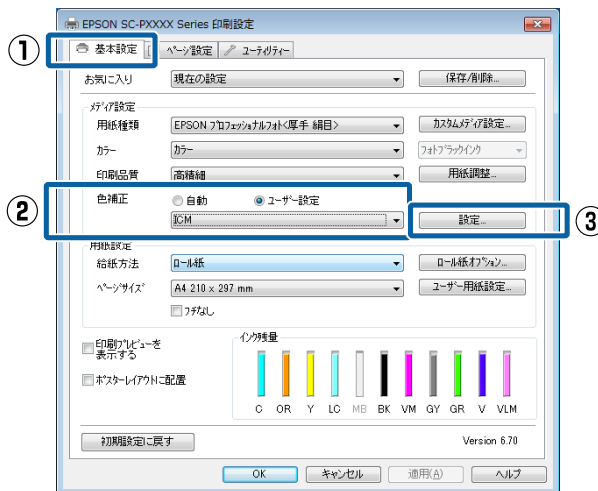 EPSON SC-PXXXX Series 印刷設定
① 基本設定 ページ設定 ユーティリティー
お気に入り 現在の設定 保存/削除...
メディア設定
用紙種類 EPSON プロフェッショナルフォト<厚手 絹目> カスタムメディア設定...
カラー カラー フォトブラックインク
印刷品質 高精細 用紙調整...
② 色補正 自動 ユーザー設定
ICM 設定... ③
用紙設定
給紙方法 ロール紙 ロール紙オプション...
ページサイズ A4 210 x 297 mm ユーザー用紙設定...
フチなし
印刷プレビューを
表示する
ポスターレイアウトに配置
インク残量
C OR Y LC MB BK VM GY GR V VLM
初期設定に戻す Version 6.70
OK キャンセル 適用(A) ヘルプ